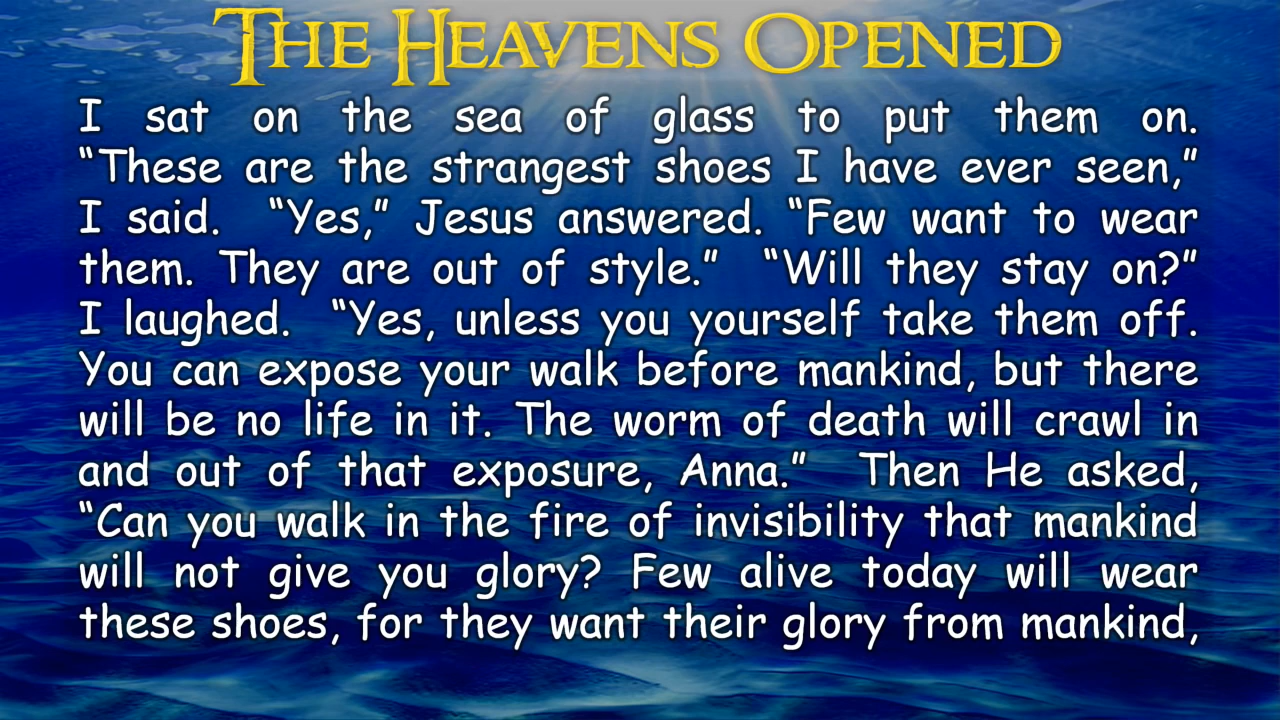 THE HEAVENS OPENED
I sat on the sea of glass to put them on.
“These are the strangest shoes I have ever seen,”
I said.  “Yes,” Jesus answered. “Few want to wear
them. They are out of style.”  “Will they stay on?”
I laughed.  “Yes, unless you yourself take them off.
You can expose your walk before mankind, but there
will be no life in it. The worm of death will crawl in
and out of that exposure, Anna.”  Then He asked,
“Can you walk in the fire of invisibility that mankind
will not give you glory? Few alive today will wear
these shoes, for they want their glory from mankind,